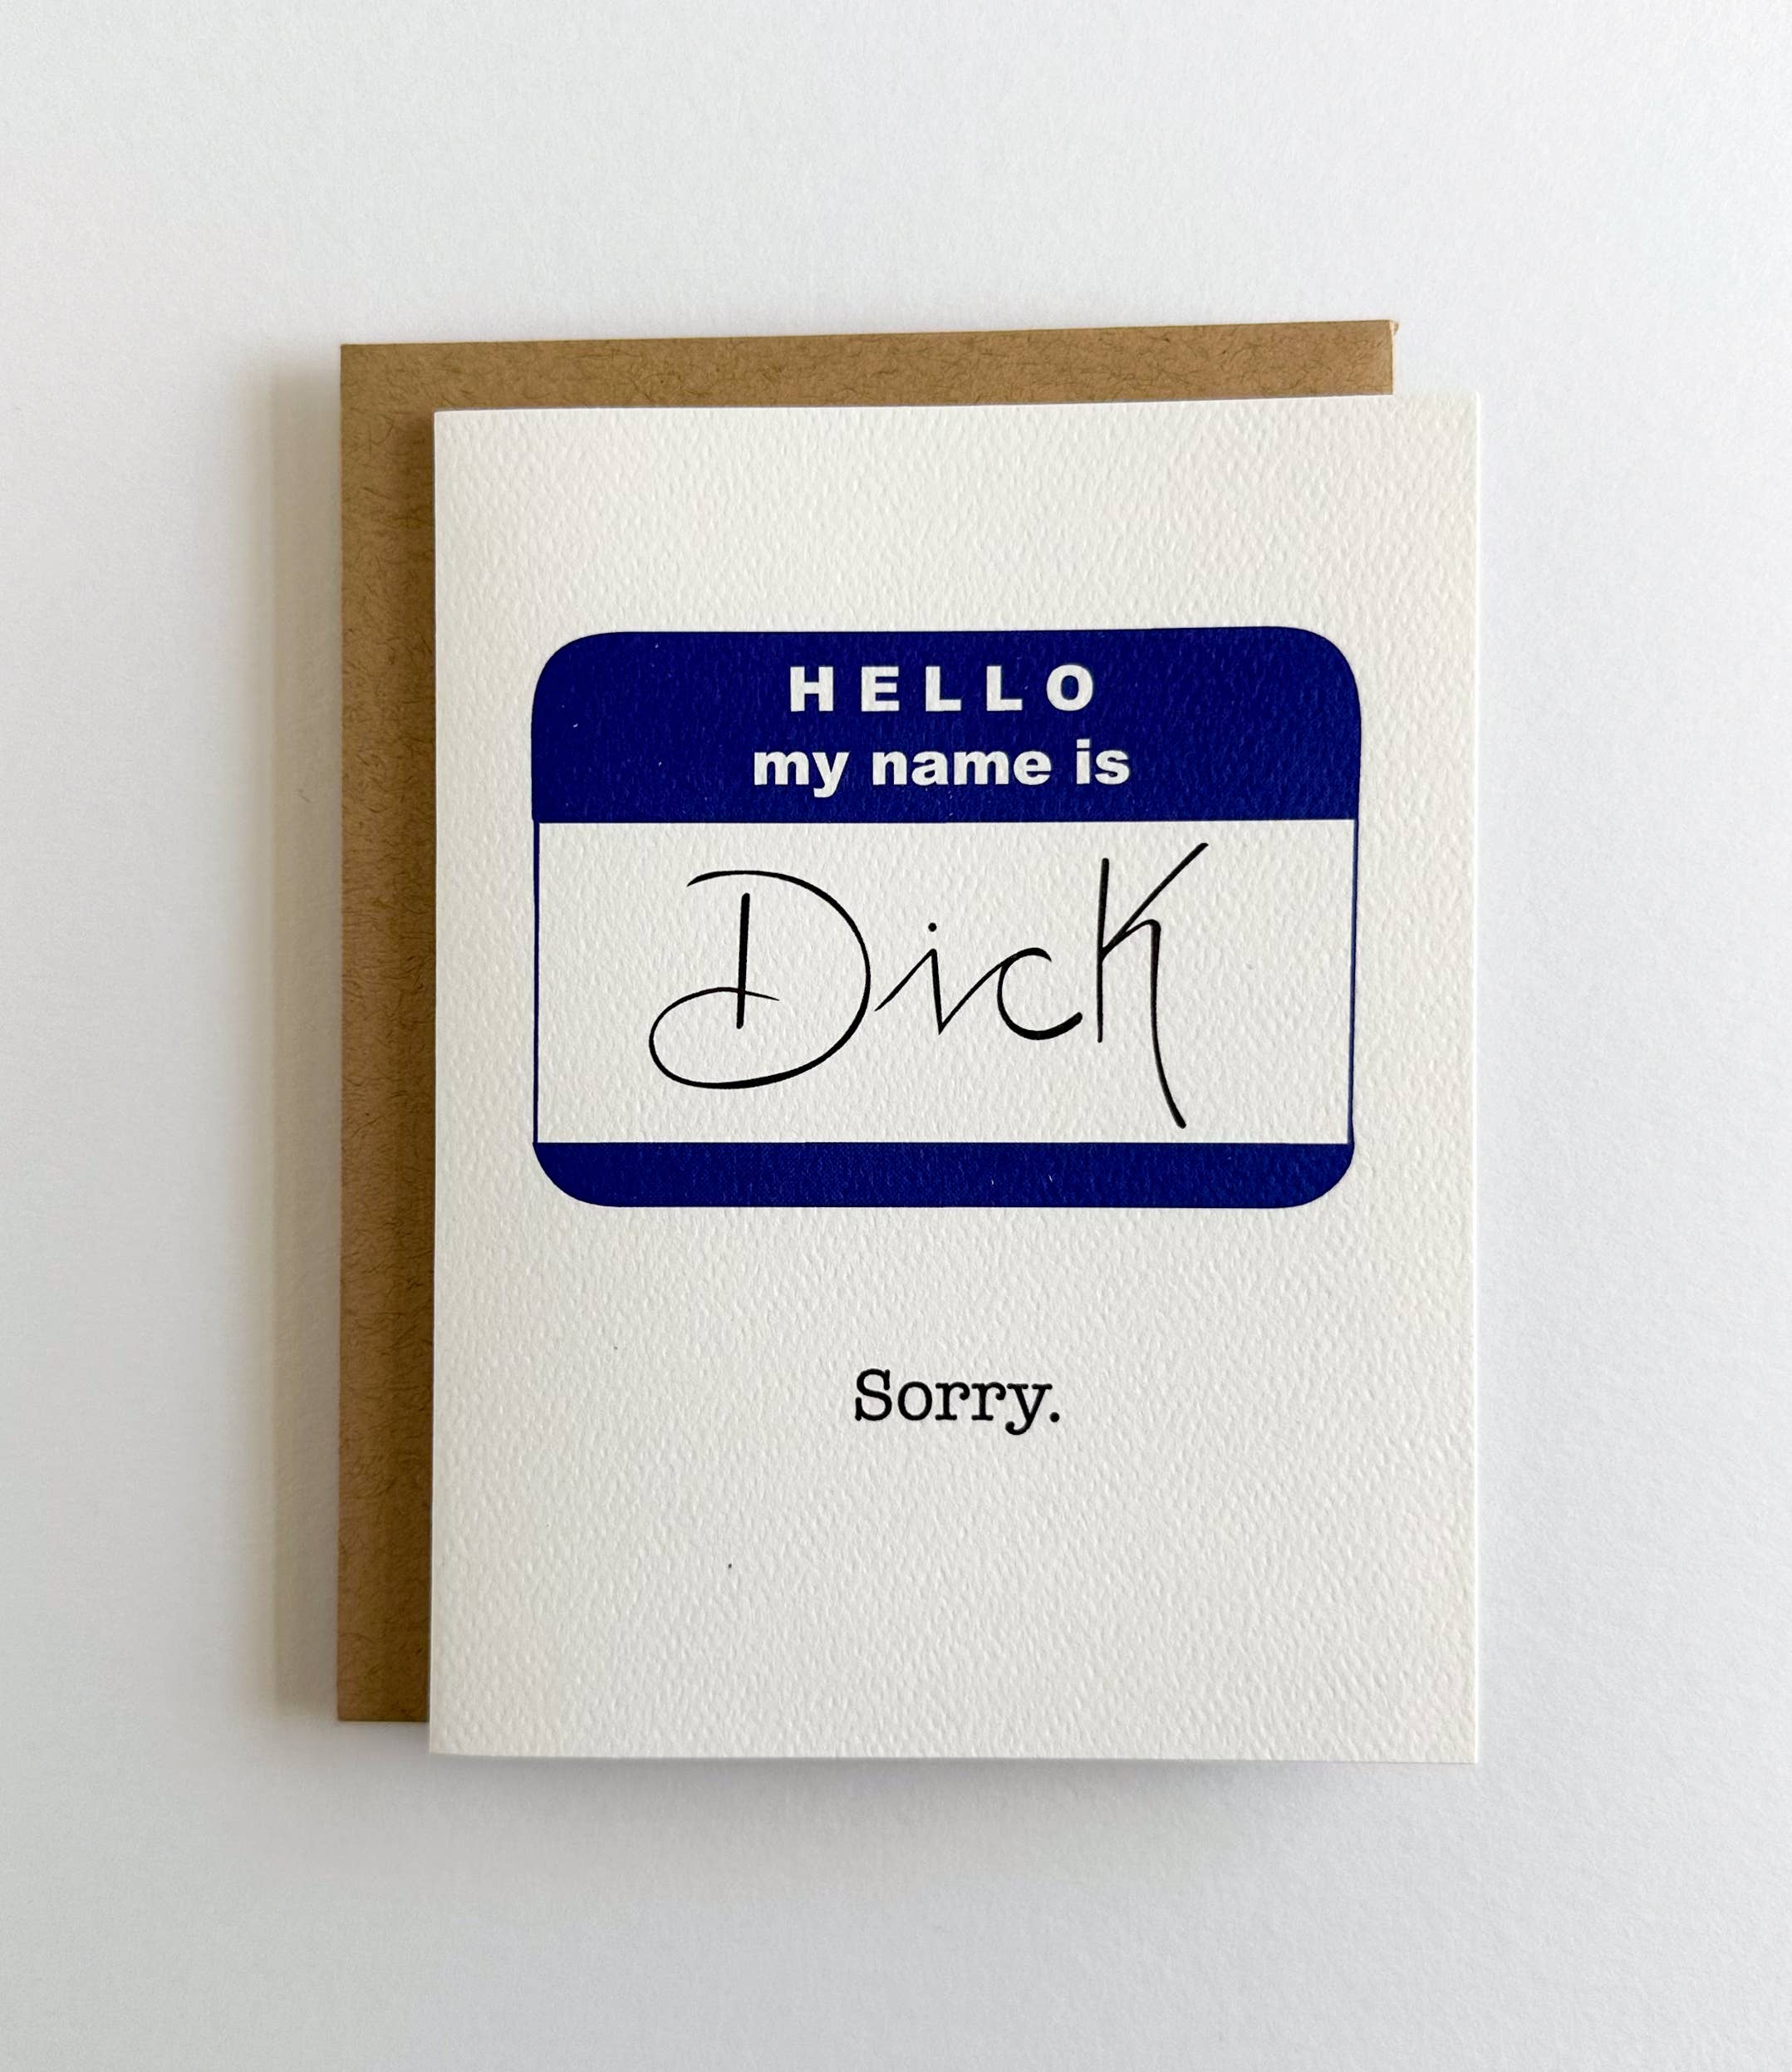 HELLO
my name is
Dick
Sorry.